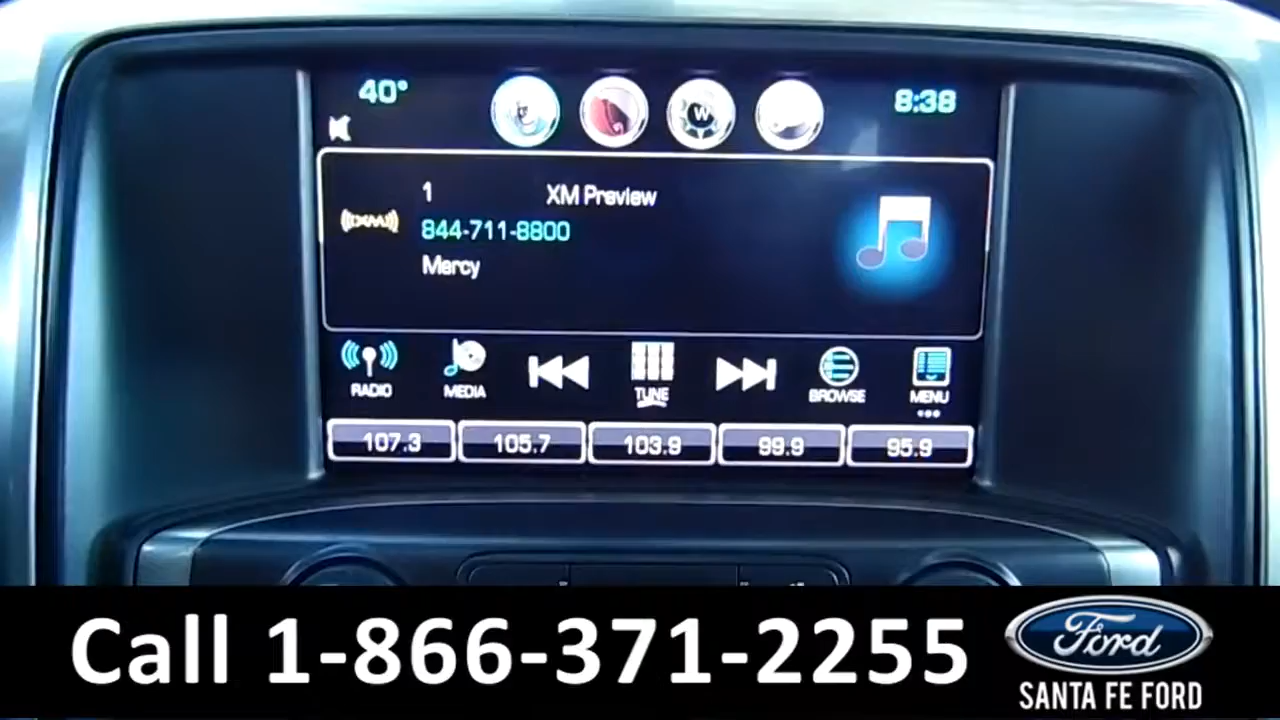 40°
8:38
W
1 XM Preview
XM
844-711-8800
Mercy
RADIO
MEDIA
TUNE
BROWSE
MENU
107.3
105.7
103.9
99.9
95.9
Call 1-866-371-2255
Ford
SANTA FE FORD